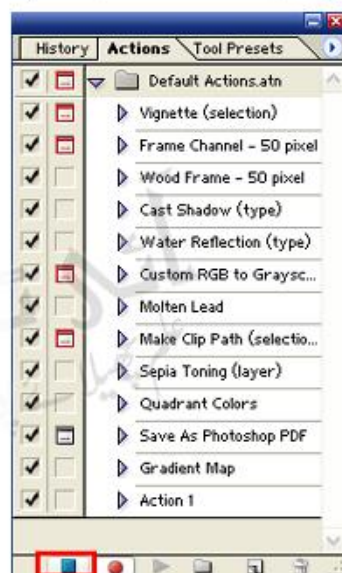 History Actions Tool Presets
Default Actions.atn
Vignette (selection)
Frame Channel - 50 pixel
Wood Frame - 50 pixel
Cast Shadow (type)
Water Reflection (type)
Custom RGB to Graysc...
Molten Lead
Make Clip Path (selectio...
Sepia Toning (layer)
Quadrant Colors
Save As Photoshop PDF
Gradient Map
Action 1